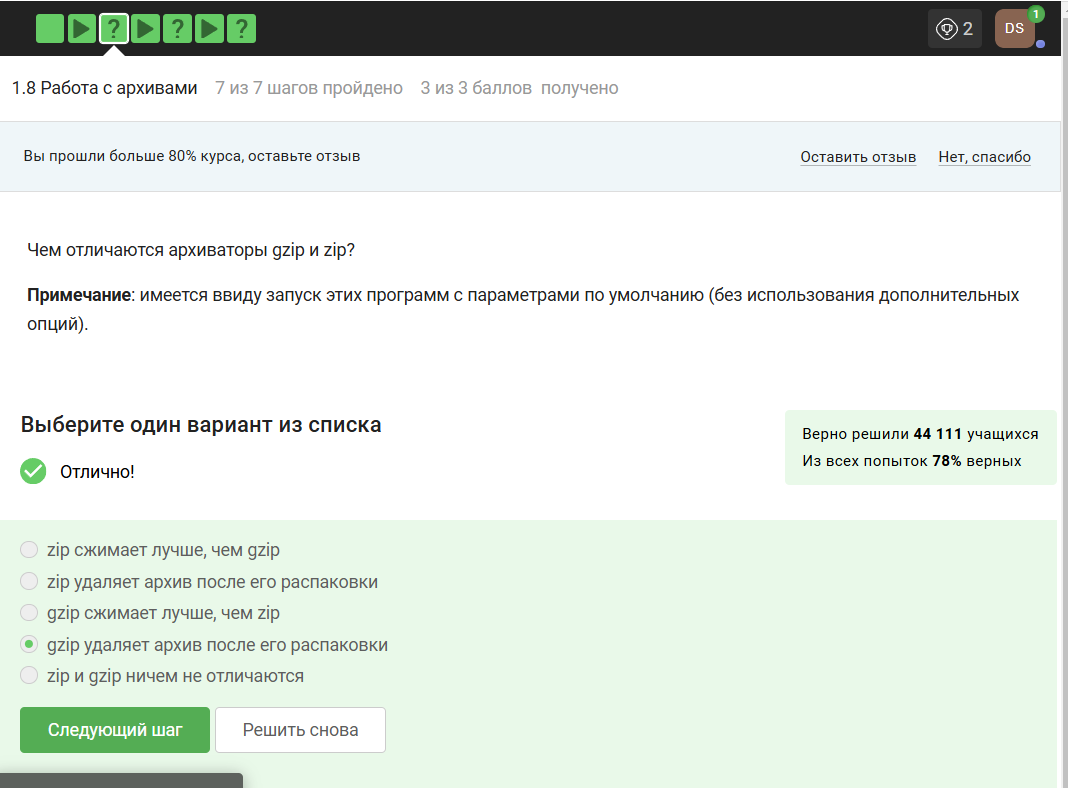 ? ? ? 2 DS 1
1.8 Работа с архивами 7 из 7 шагов пройдено 3 из 3 баллов получено
Вы прошли больше 80% курса, оставьте отзыв Оставить отзыв Нет, спасибо
Чем отличаются архиваторы gzip и zip?
Примечание: имеется ввиду запуск этих программ с параметрами по умолчанию (без использования дополнительных
опций).
Выберите один вариант из списка
Верно решили 44 111 учащихся
Из всех попыток 78% верных
Отлично!
zip сжимает лучше, чем gzip
zip удаляет архив после его распаковки
gzip сжимает лучше, чем zip
gzip удаляет архив после его распаковки
zip и gzip ничем не отличаются
Следующий шаг Решить снова